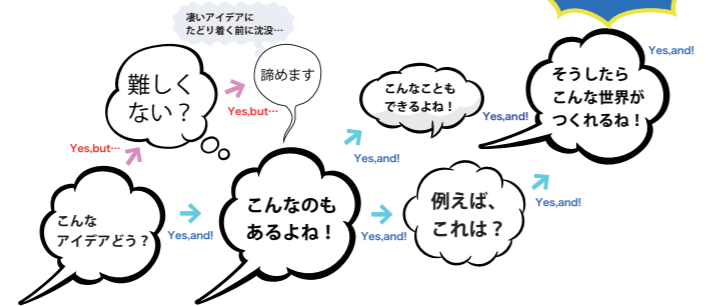 凄いアイデアに
たどり着く前に沈没…
難しく
ない？
諦めます
Yes,but…
Yes,but…
こんな
アイデアどう？
Yes,and!
こんなのも
あるよね！
Yes,and!
こんなことも
できるよね！
Yes,and!
例えば、
これは？
Yes,and!
Yes,and!
そうしたら
こんな世界が
つくれるね！
Yes,and!